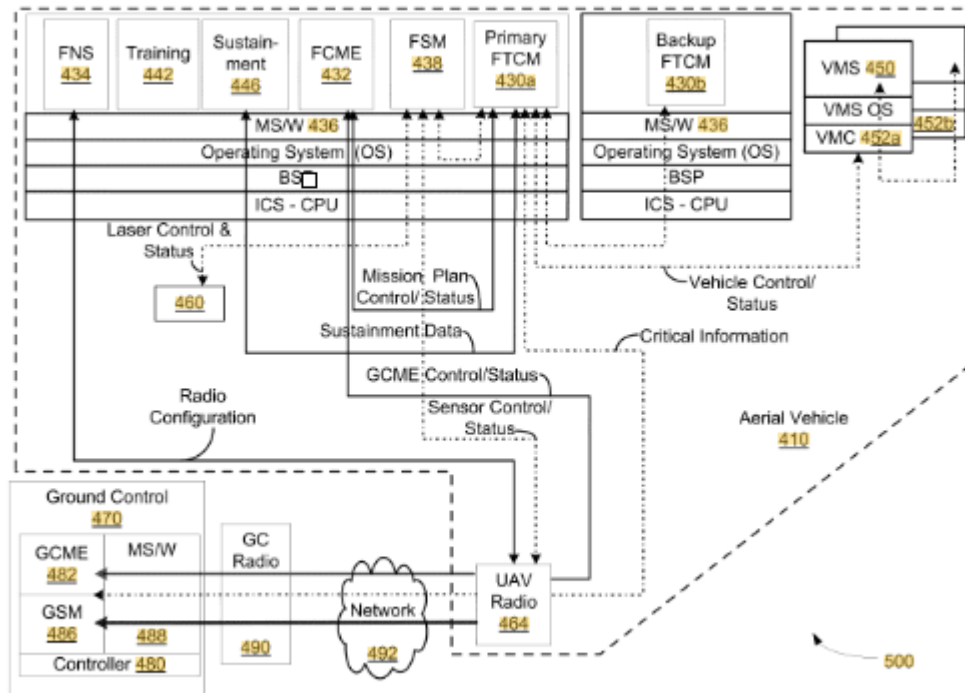 FNS
434
Training
442
Sustain-
ment
446
FCME
432
FSM
438
Primary
FTCM
430a
Backup
FTCM
430b
VMS 450
VMS OS
VMC 452a
452b
MS/W 436
Operating System (OS)
ICS - CPU
MS/W 436
Operating System (OS)
BSP
ICS - CPU
Laser Control &
Status
460
Mission Plan
Control/ Status
Vehicle Control/
Status
Sustainment Data
Critical Information
GCME Control/Status
Radio
Configuration
Sensor Control/
Status
Aerial Vehicle
410
Ground Control
470
GCME
482
MS/W
GC
Radio
UAV
Radio
464
Network
GSM
486
488
490
492
Controller 480
500